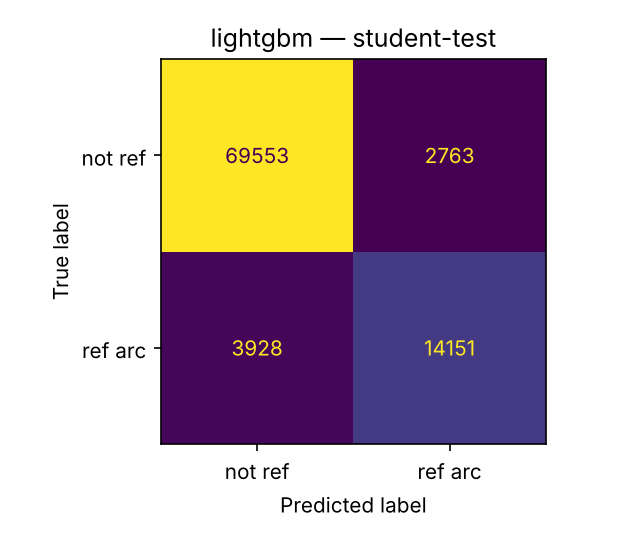 lightgbm — student-test
True label
not ref
69553
2763
ref arc
3928
14151
not ref
ref arc
Predicted label